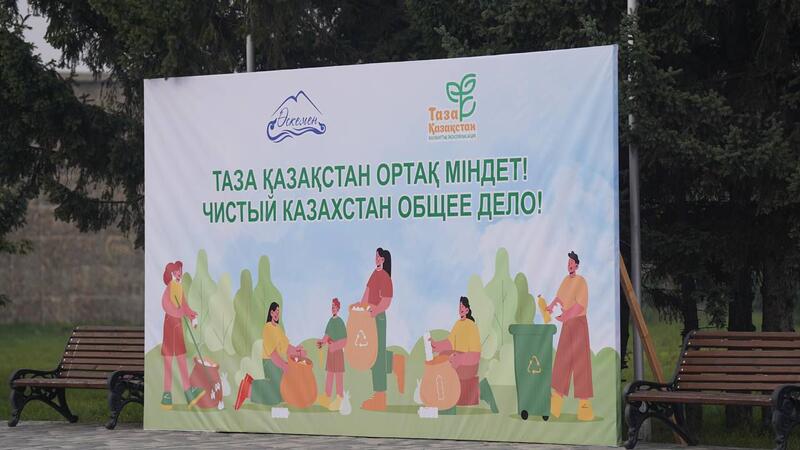 Өскемен
Таза
Қазақстан
ТАЗА ҚАЗАҚСТАН ОРТАҚ МІНДЕТ!
ЧИСТЫЙ КАЗАХСТАН ОБЩЕЕ ДЕЛО!